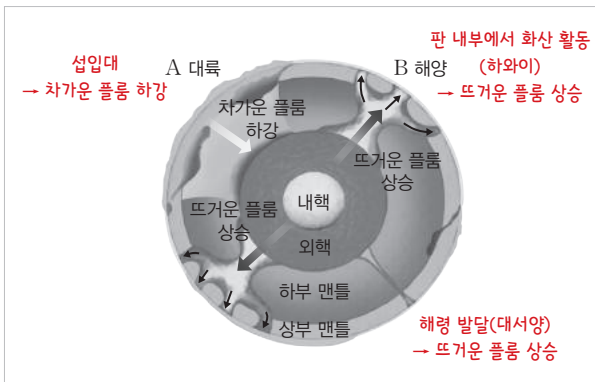 섭입대
→ 차가운 플룸 하강
A 대륙
판 내부에서 화산 활동
(하와이)
→ 뜨거운 플룸 상승
B 해양
차가운 플룸
하강
뜨거운 플룸
상승
내핵
뜨거운 플룸
상승
외핵
하부 맨틀
상부 맨틀
해령 발달(대서양)
→ 뜨거운 플룸 상승